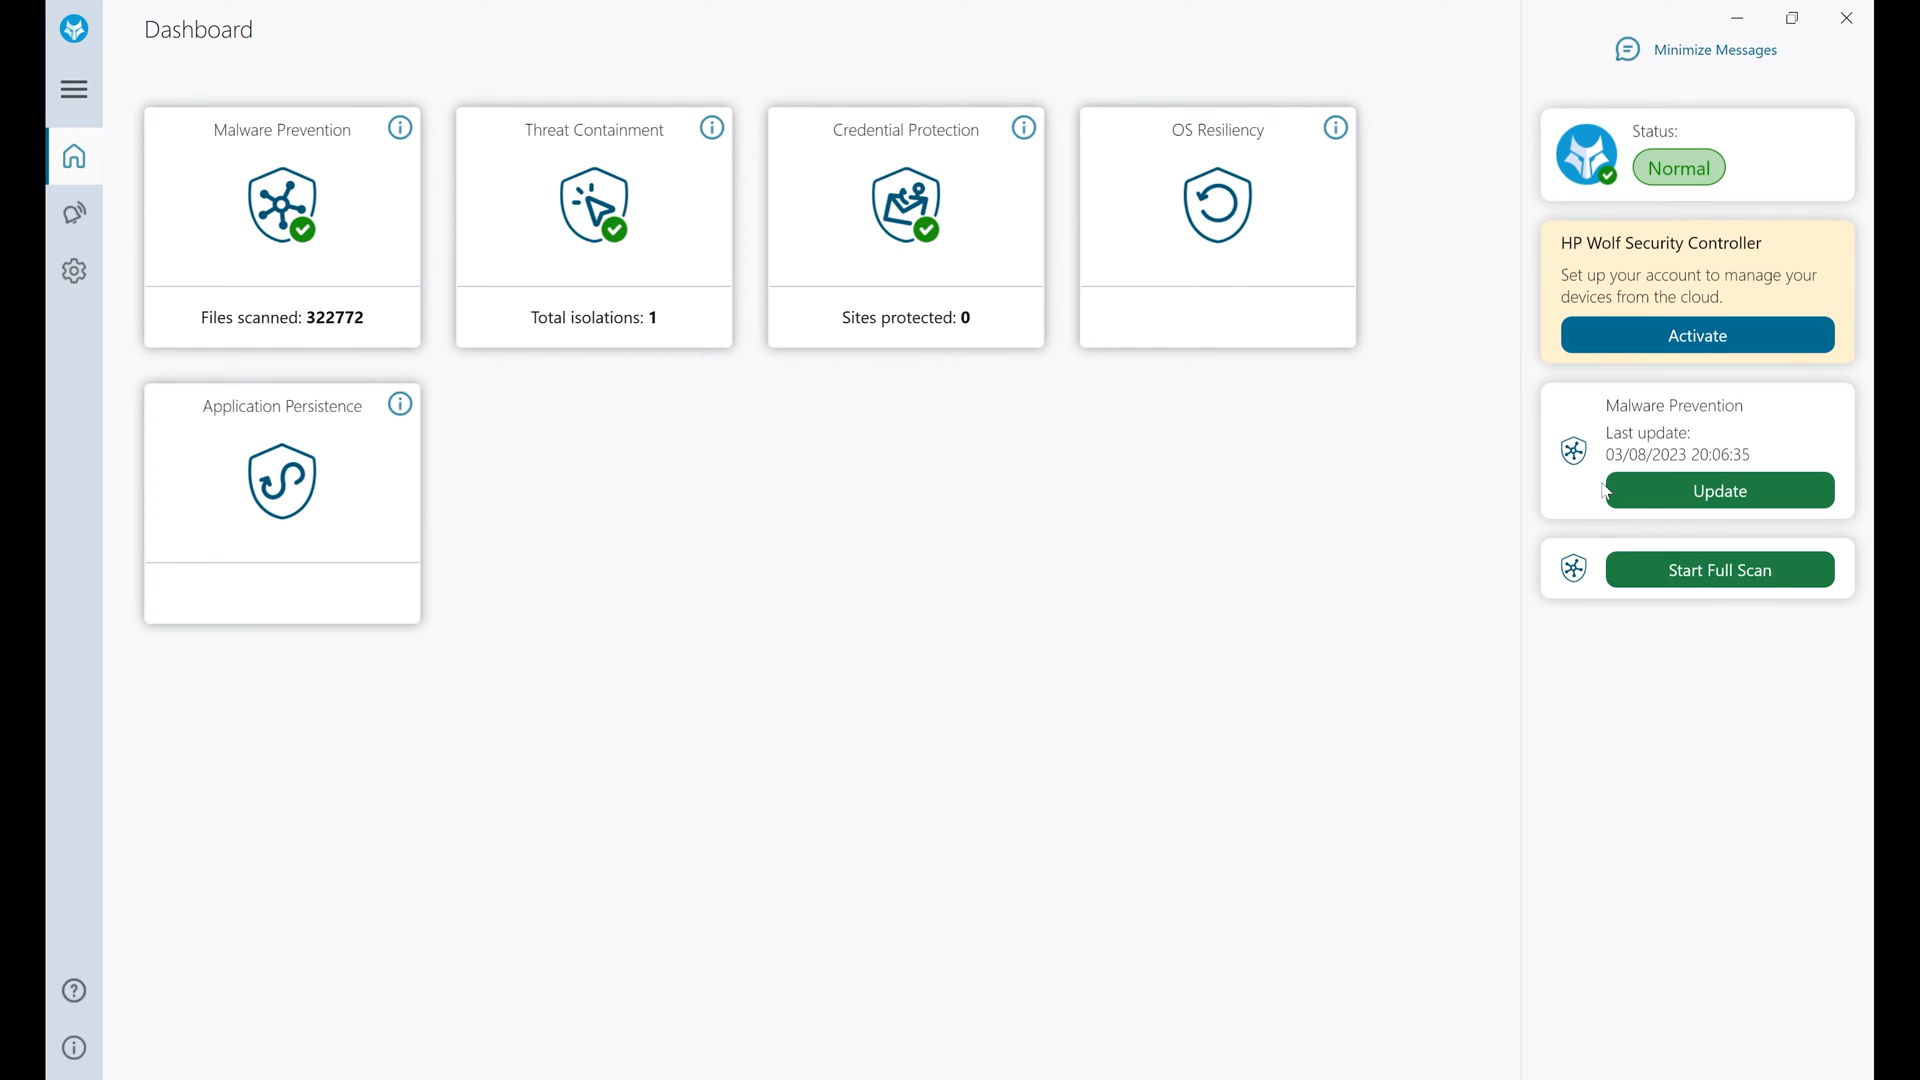 Dashboard
Minimize Messages
Malware Prevention
Files scanned: 322772
Threat Containment
Total isolations: 1
Credential Protection
Sites protected: 0
OS Resiliency
Application Persistence
Status:
Normal
HP Wolf Security Controller
Set up your account to manage your
devices from the cloud.
Activate
Malware Prevention
Last update:
03/08/2023 20:06:35
Update
Start Full Scan